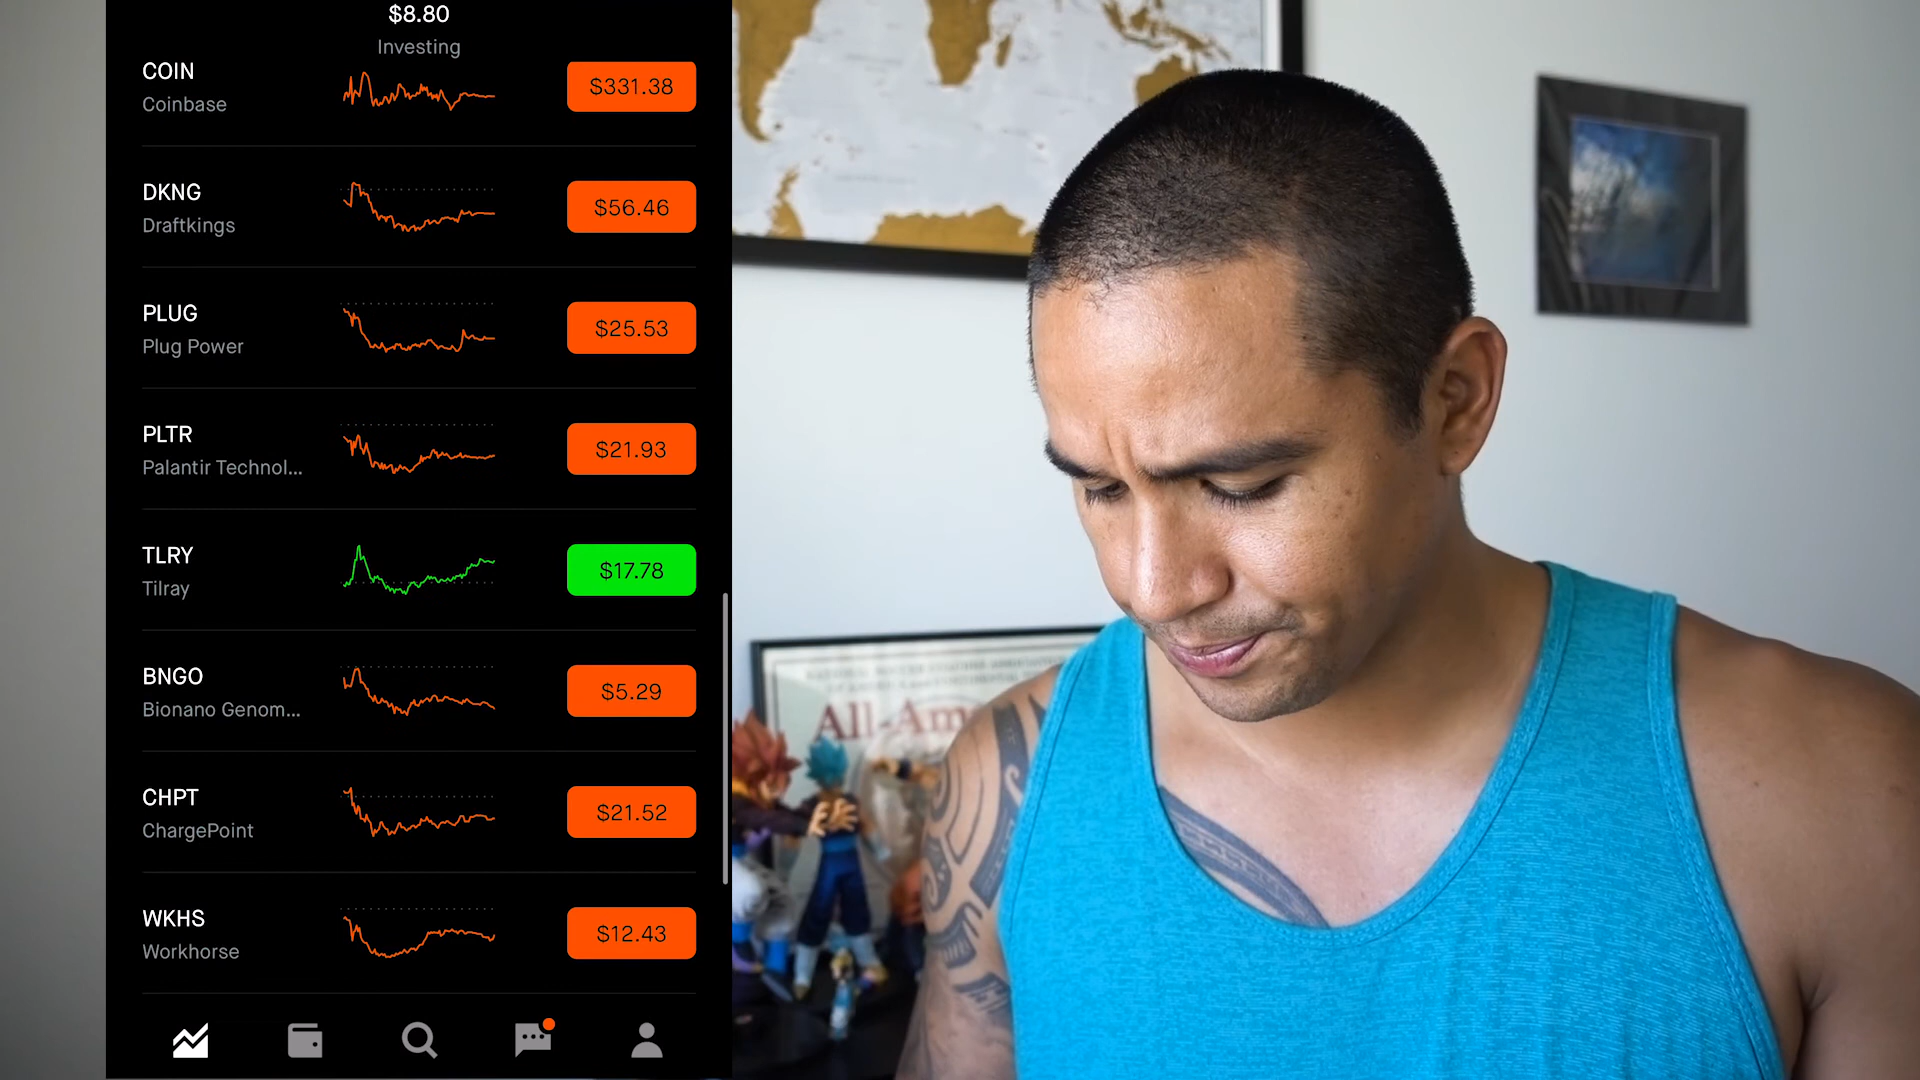 $8.80
Investing
COIN
Coinbase
$331.38
DKNG
Draftkings
$56.46
PLUG
Plug Power
$25.53
PLTR
Palantir Technol...
$21.93
TLRY
Tilray
$17.78
BNGO
Bionano Genom...
$5.29
CHPT
ChargePoint
$21.52
WKHS
Workhorse
$12.43
All-Am